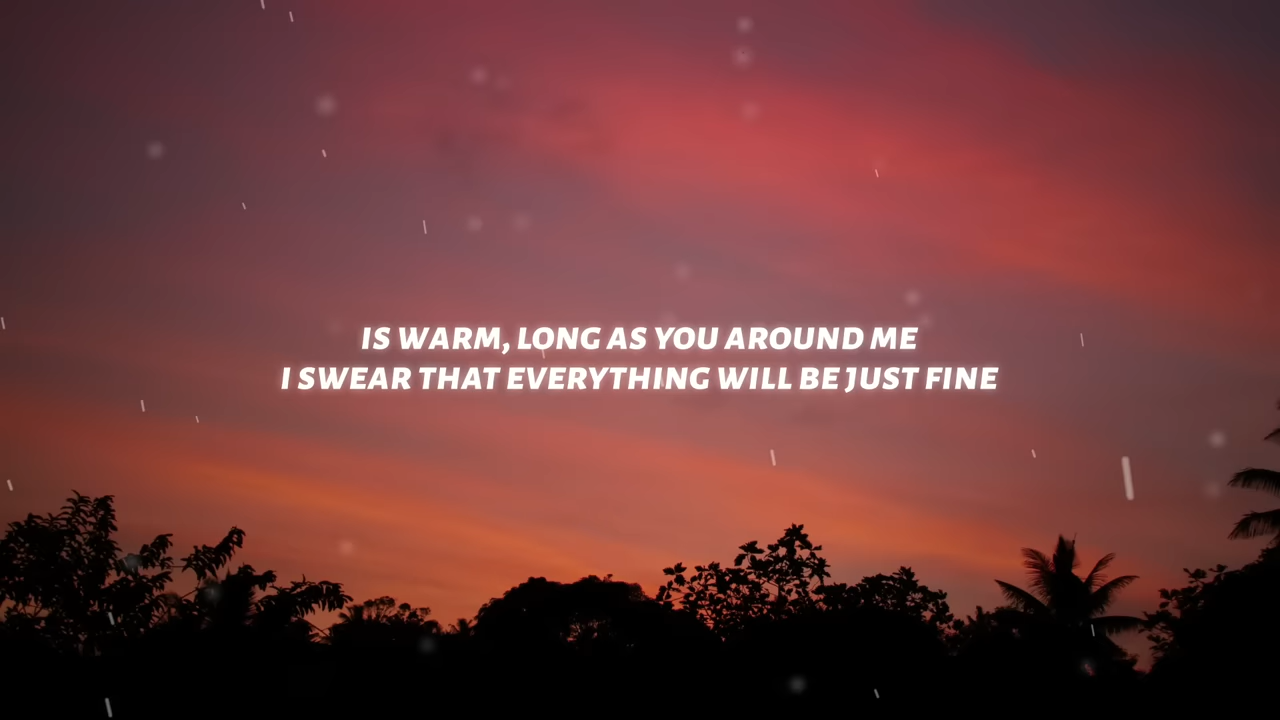 IS WARM, LONG AS YOU AROUND ME
I SWEAR THAT EVERYTHING WILL BE JUST FINE